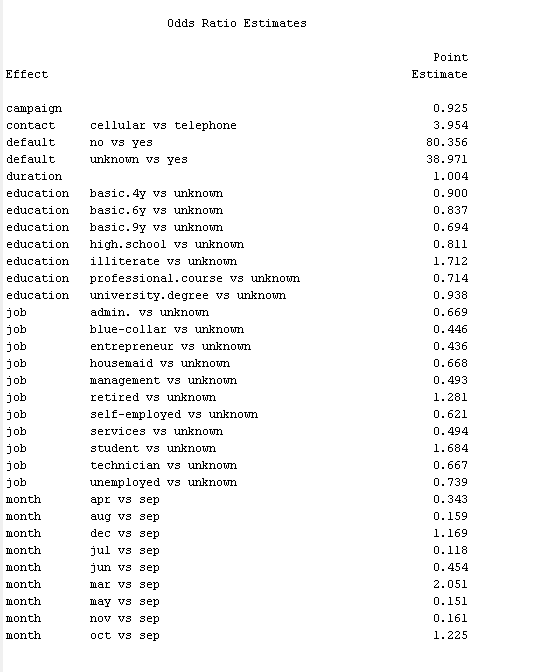 Odds Ratio Estimates
Point
Effect Estimate
campaign 0.925
contact cellular vs telephone 3.954
default no vs yes 80.356
default unknown vs yes 38.971
duration 1.004
education basic.4y vs unknown 0.900
education basic.6y vs unknown 0.837
education basic.9y vs unknown 0.694
education high.school vs unknown 0.811
education illiterate vs unknown 1.712
education professional.course vs unknown 0.714
education university.degree vs unknown 0.938
job admin. vs unknown 0.669
job blue-collar vs unknown 0.446
job entrepreneur vs unknown 0.436
job housemaid vs unknown 0.668
job management vs unknown 0.493
job retired vs unknown 1.281
job self-employed vs unknown 0.621
job services vs unknown 0.494
job student vs unknown 1.684
job technician vs unknown 0.667
job unemployed vs unknown 0.739
month apr vs sep 0.343
month aug vs sep 0.159
month dec vs sep 1.169
month jul vs sep 0.118
month jun vs sep 0.454
month mar vs sep 2.051
month may vs sep 0.151
month nov vs sep 0.161
month oct vs sep 1.225